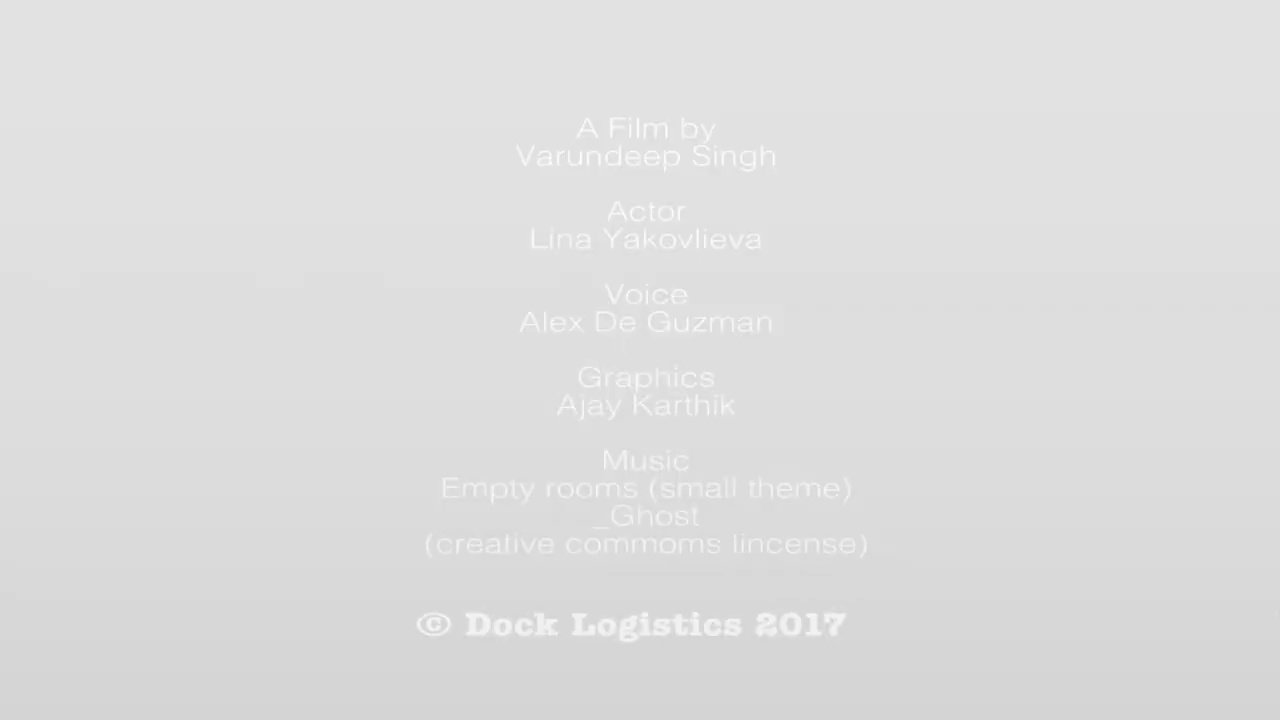 A Film by
Varundeep Singh
Actor
Lina Yakovlieva
Voice
Alex De Guzman
Graphics
Ajay Karthik
Music
Empty rooms (small theme)
_Ghost
(creative commoms lincense)
© Dock Logistics 2017